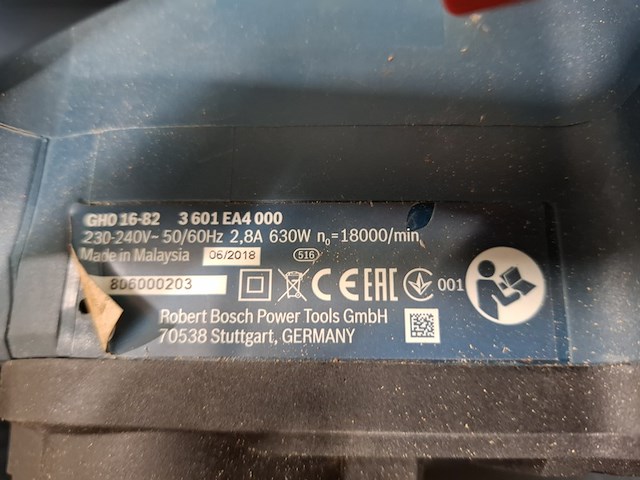 GHO 16-82 3 601 EA4 000
230-240V~ 50/60Hz 2,8A 630W n₀=18000/min
Made in Malaysia 06/2018 516
806000203 CE EAC 001
Robert Bosch Power Tools GmbH
70538 Stuttgart, GERMANY